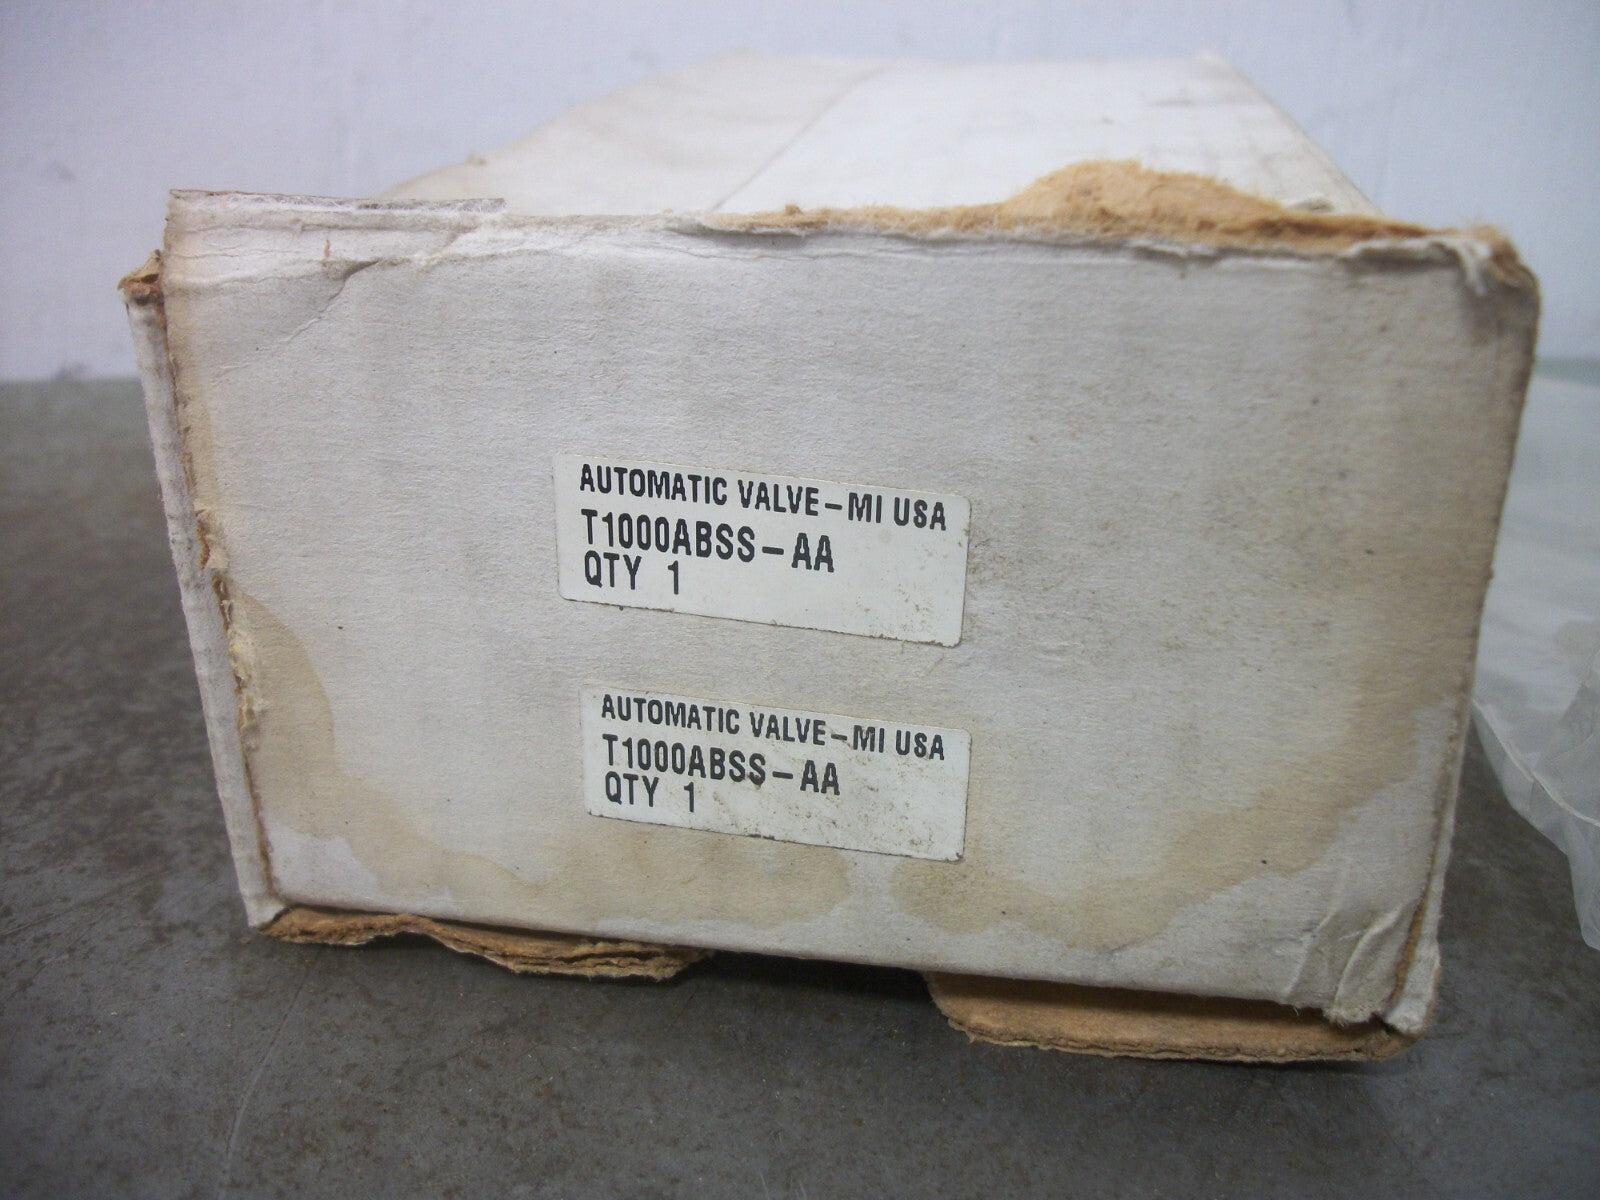 AUTOMATIC VALVE-MI USA
T1000ABSS-AA
QTY 1
AUTOMATIC VALVE-MI USA
T1000ABSS-AA
QTY 1